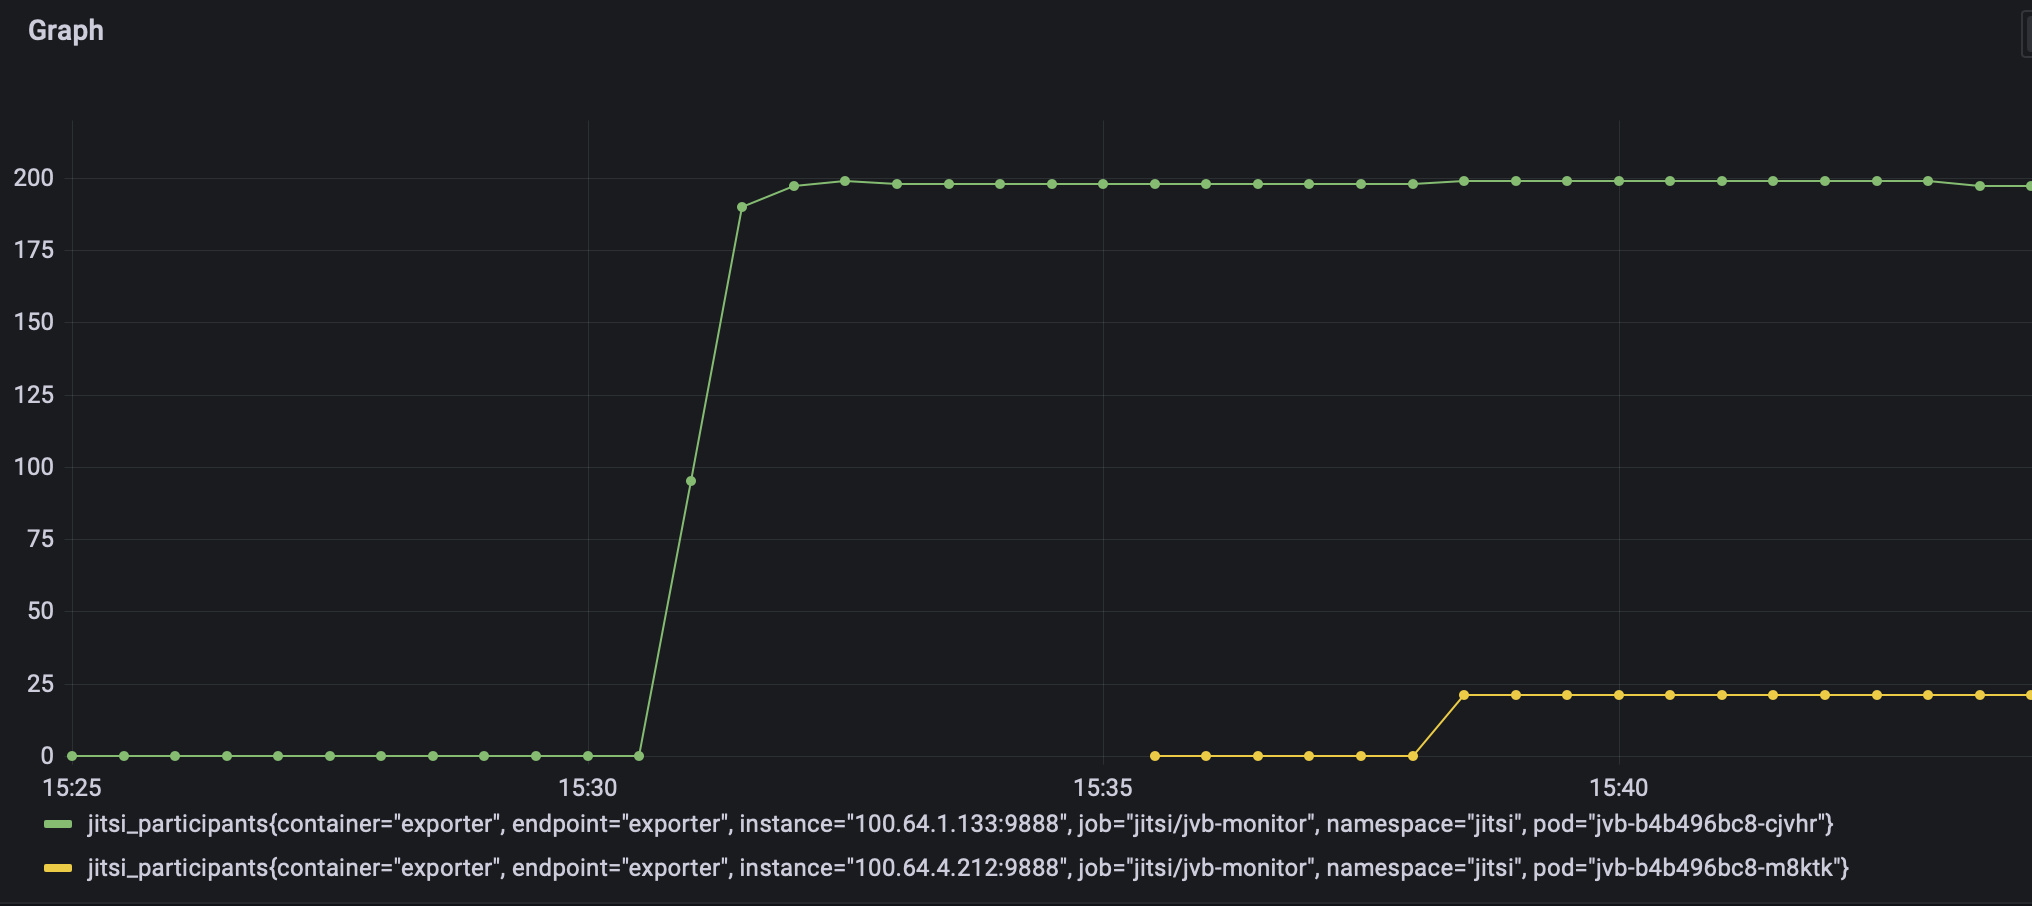 Graph
200
175
150
125
100
75
50
25
0
15:25 15:30 15:35 15:40
jitsi_participants{container="exporter", endpoint="exporter", instance="100.64.1.133:9888", job="jitsi/jvb-monitor", namespace="jitsi", pod="jvb-b4b496bc8-cjvhr"}
jitsi_participants{container="exporter", endpoint="exporter", instance="100.64.4.212:9888", job="jitsi/jvb-monitor", namespace="jitsi", pod="jvb-b4b496bc8-m8ktk"}